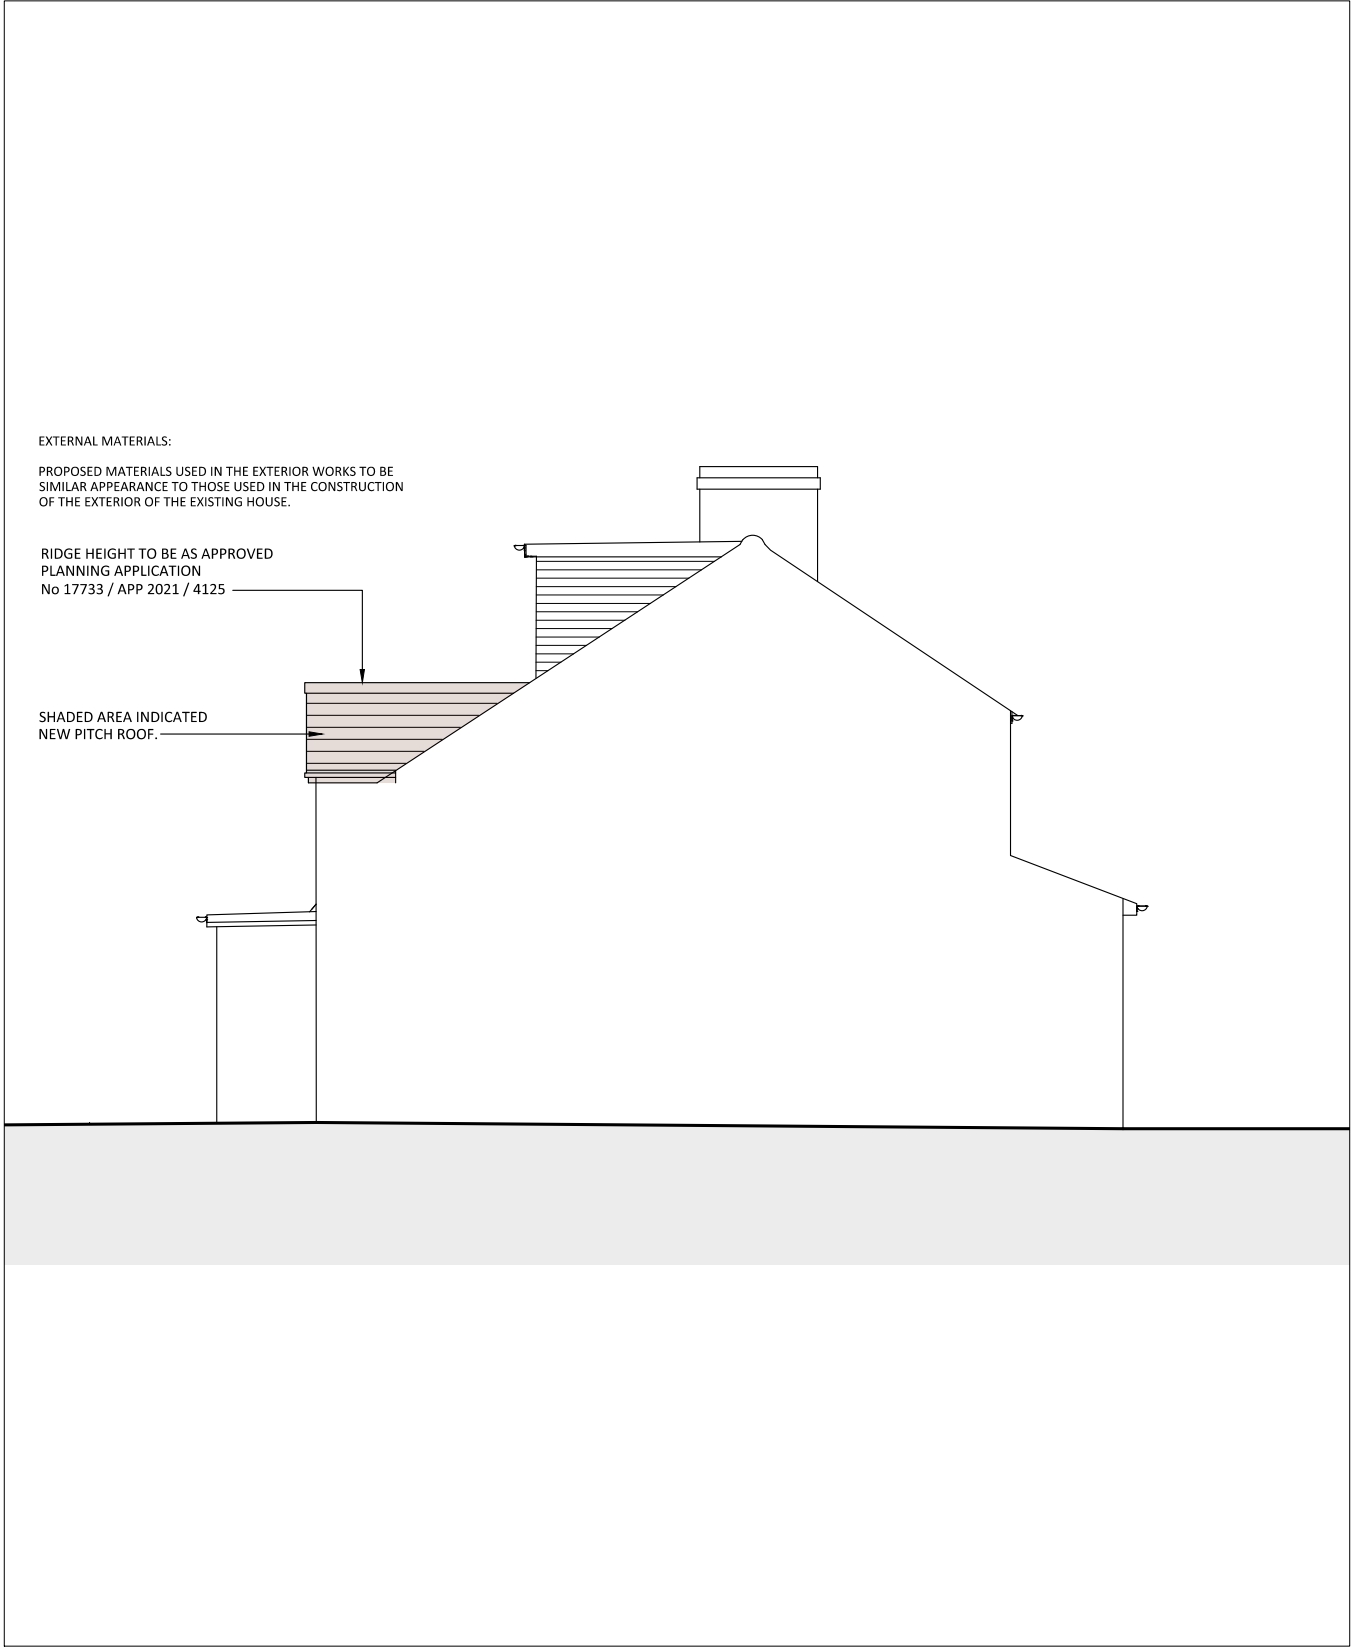 EXTERNAL MATERIALS:
PROPOSED MATERIALS USED IN THE EXTERIOR WORKS TO BE
SIMILAR APPEARANCE TO THOSE USED IN THE CONSTRUCTION
OF THE EXTERIOR OF THE EXISTING HOUSE.
RIDGE HEIGHT TO BE AS APPROVED
PLANNING APPLICATION
No 17733 / APP 2021 / 4125
SHADED AREA INDICATED
NEW PITCH ROOF.